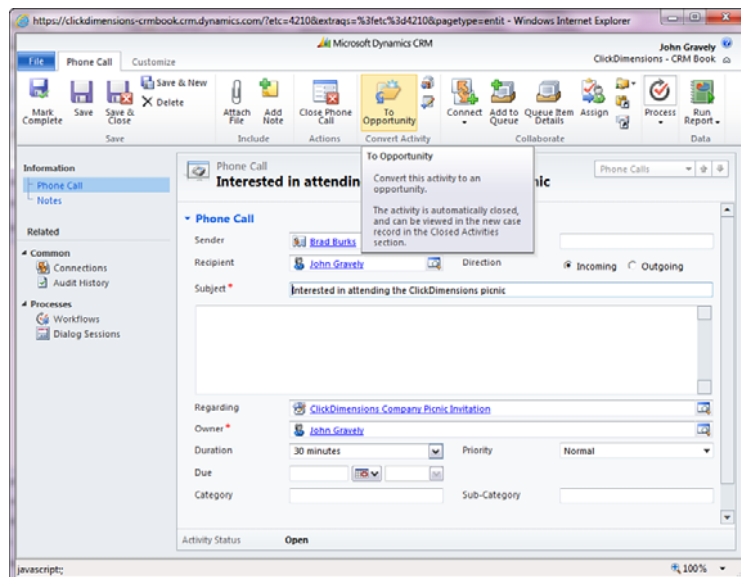 https://clickdimensions-crmbook.crm.dynamics.com/?etc=4210&extraqs=%3fetc%3d4210&pagetype=entit - Windows Internet Explorer
Microsoft Dynamics CRM
John Gravely
ClickDimensions - CRM Book
File Phone Call Customize
Mark Complete
Save
Save & Close
Save & New
Delete
Attach File
Add Note
Close Phone Call
To Opportunity
Connect
Add to Queue
Queue Item Details
Assign
Process
Run Report
Save Include Actions Convert Activity Collaborate Data
Information
Phone Call
Notes
Related
Common
Connections
Audit History
Processes
Workflows
Dialog Sessions
Phone Call
Interested in attendin
nic
Phone Calls
To Opportunity
Convert this activity to an
opportunity.
The activity is automatically closed,
and can be viewed in the new case
record in the Closed Activities
section.
Phone Call
Sender Brad Burks
Recipient John Gravely Direction Incoming Outgoing
Subject * Interested in attending the ClickDimensions picnic
Regarding ClickDimensions Company Picnic Invitation
Owner * John Gravely
Duration 30 minutes Priority Normal
Due
Category Sub-Category
Activity Status Open
javascript:; 100%